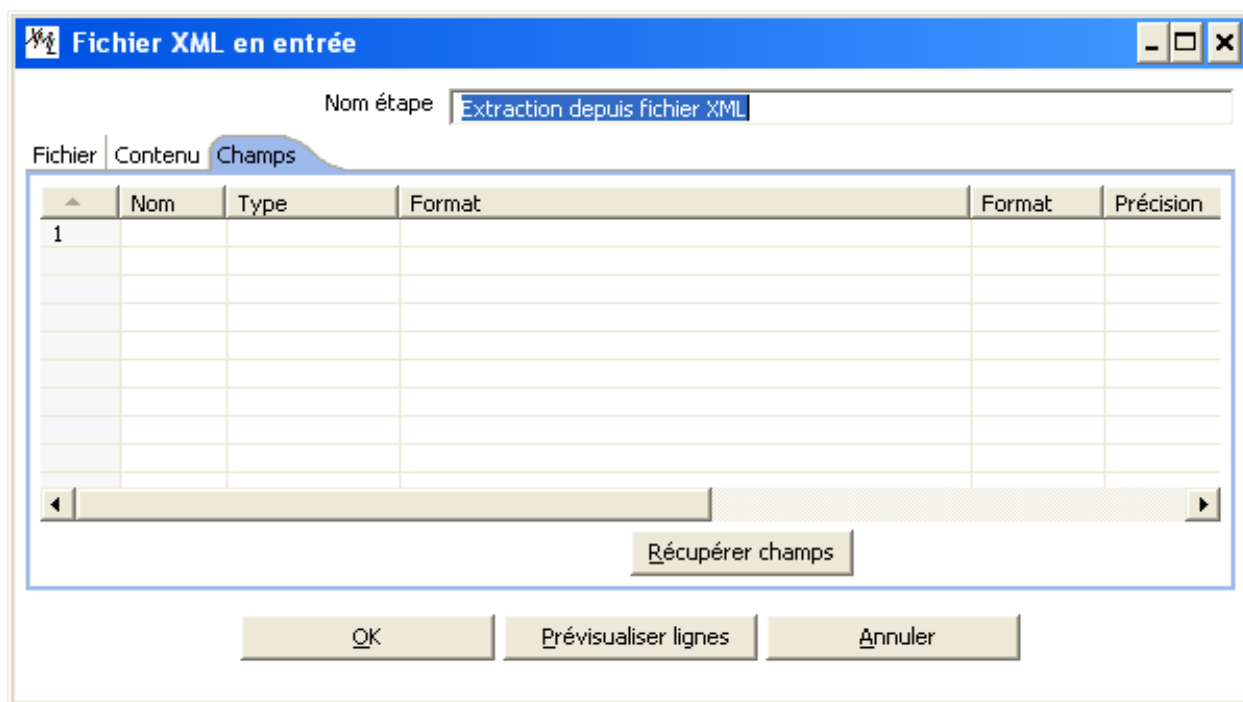 Fichier XML en entrée
Nom étape Extraction depuis fichier XML
Fichier Contenu Champs
Nom Type Format Format Précision
1
Récupérer champs
OK Prévisualiser lignes Annuler